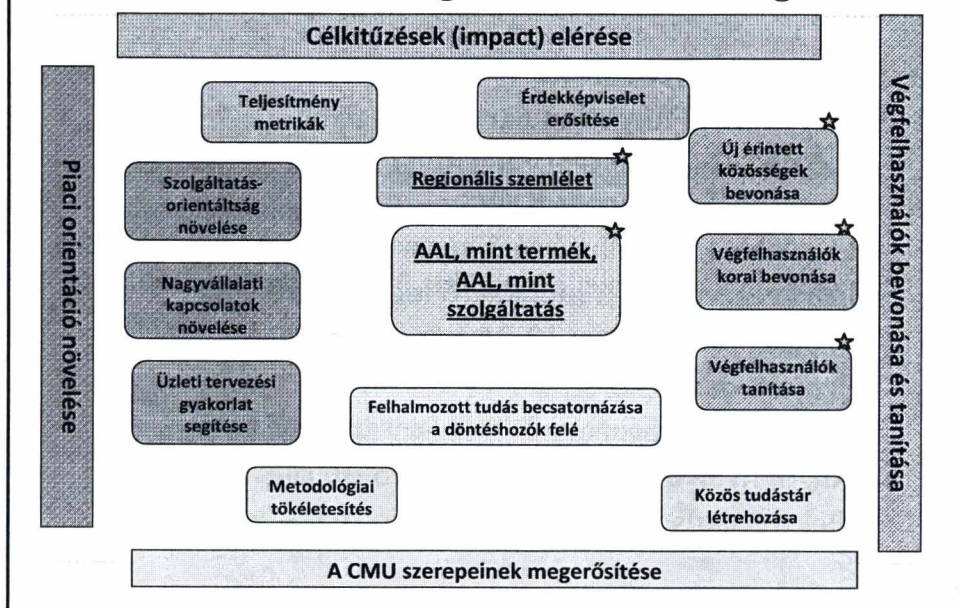 Célkitűzések (impact) elérése
Piaci orientáció növelése
Teljesítmény
metrikák
Érdekképviselet
erősítése
Új érintett
közösségek
bevonása
Szolgáltatás-
orientáltság
növelése
Regionális szemlélet
AAL, mint termék,
AAL, mint
szolgáltatás
Végfelhasználók
korai bevonása
Nagyvállalati
kapcsolatok
növelése
Végfelhasználók
tanítása
Üzleti tervezési
gyakorlat
segítése
Felhalmozott tudás becsatornázása
a döntéshozók felé
Metodológiai
tökéletesítés
Közös tudástár
létrehozása
Végfelhasználók bevonása és tanítása
A CMU szerepeinek megerősítése